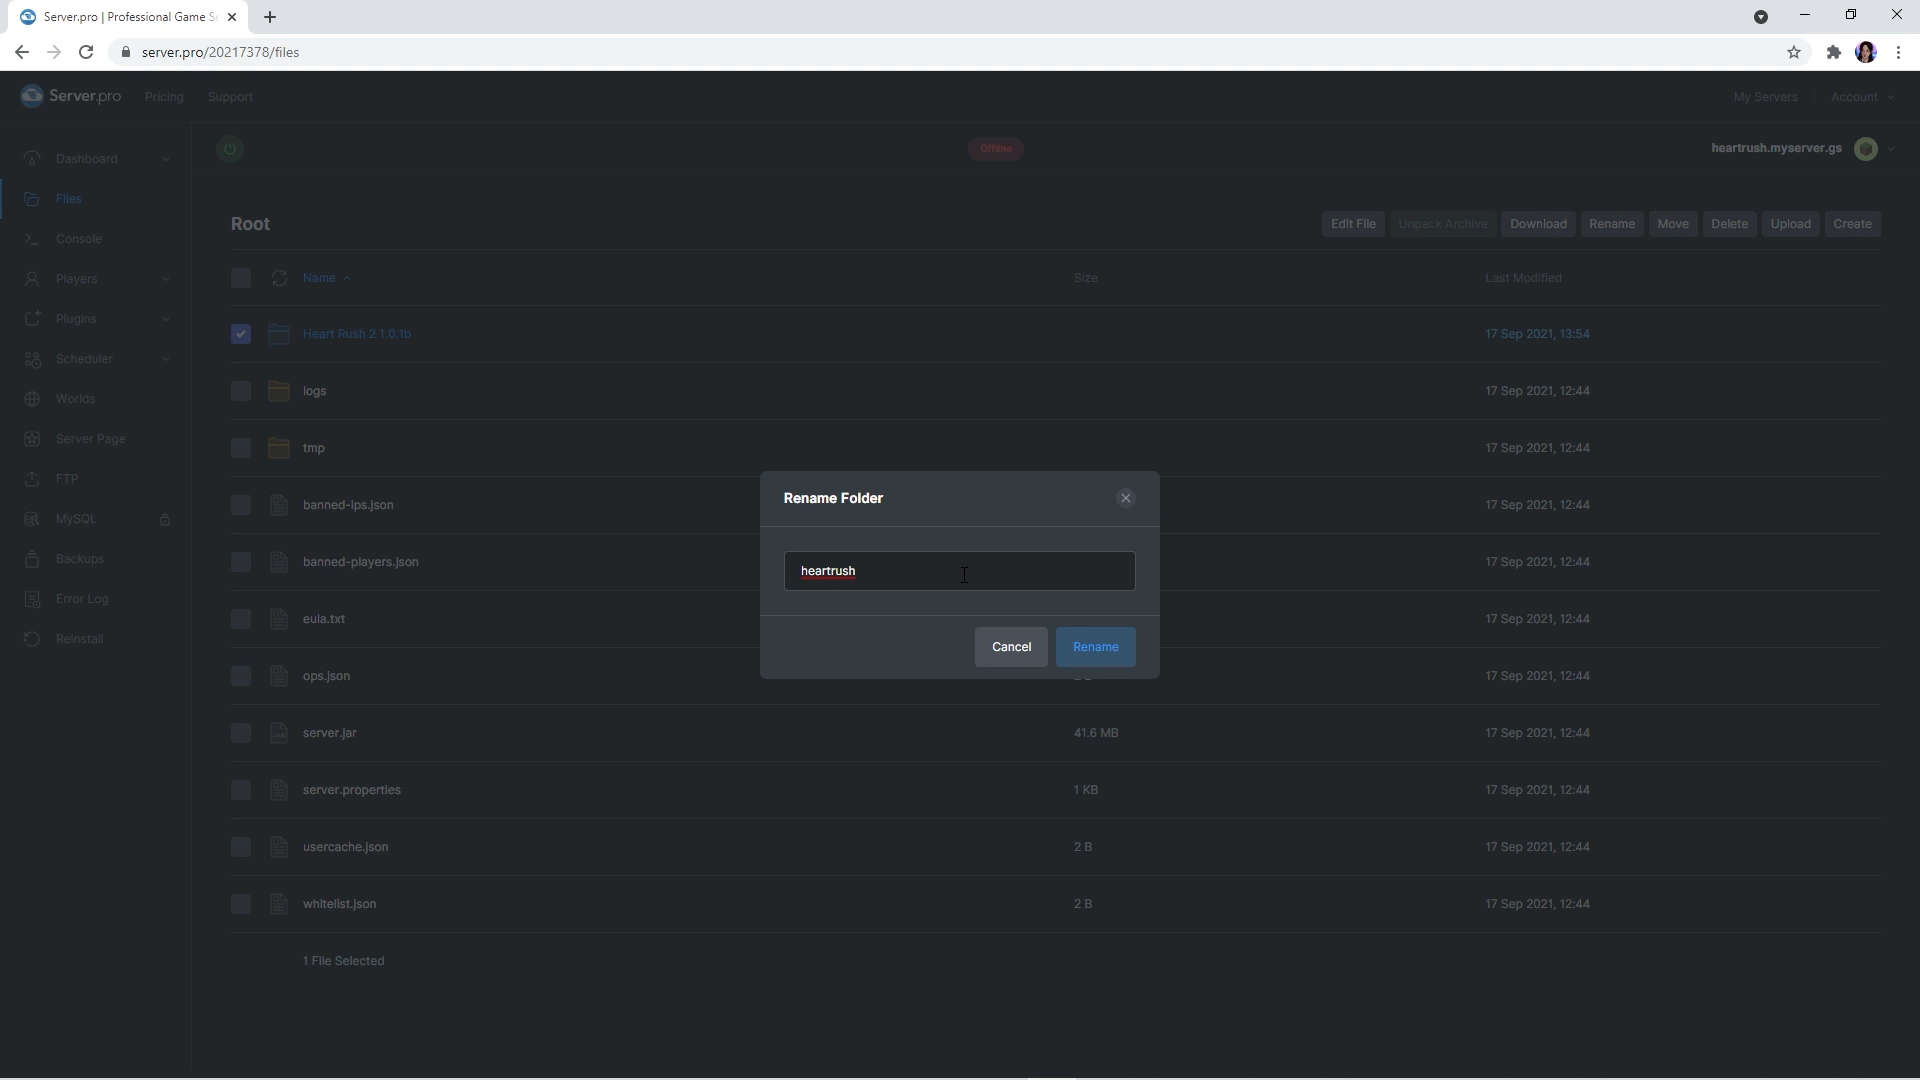 Server.pro | Professional Game Se
server.pro/20217378/files
Server.pro Pricing Support My Servers Account
Offline heartrush.myserver.gs
Dashboard
Files
Console
Players
Plugins
Scheduler
Worlds
Server Page
FTP
MySQL
Backups
Error Log
Reinstall
Root Edit File Unpack Archive Download Rename Move Delete Upload Create
Name Size Last Modified
Heart Rush 2 1.0.1b 17 Sep 2021, 13:54
logs 17 Sep 2021, 12:44
tmp 17 Sep 2021, 12:44
banned-ips.json 17 Sep 2021, 12:44
banned-players.json 17 Sep 2021, 12:44
eula.txt 17 Sep 2021, 12:44
ops.json 17 Sep 2021, 12:44
server.jar 41.6 MB 17 Sep 2021, 12:44
server.properties 1 KB 17 Sep 2021, 12:44
usercache.json 2 B 17 Sep 2021, 12:44
whitelist.json 2 B 17 Sep 2021, 12:44
1 File Selected
Rename Folder
heartrush
Cancel Rename